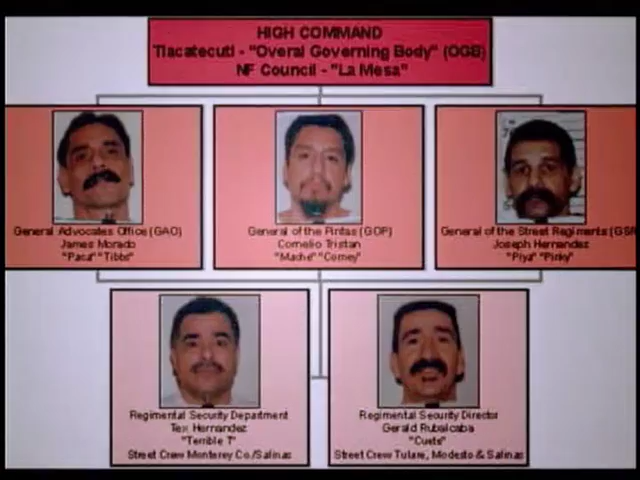 HIGH COMMAND
Tlacatecutl - "Overal Governing Body" (OGB)
NF Council - "La Mesa"
General Advocates Office (GAO)
James Morado
"Paca" "Tibbs"
General of the Pintas (GOP)
Cornelio Tristan
"Macho" "Corney"
General of the Street Regiments (GSR
Joseph Hernandez
"Piya" "Pinky"
Regimental Security Department
Tex Hernandez
"Terrible T"
Street Crew Monterey Co./Salinas
Regimental Security Director
Gerald Rubalcaba
"Cuete"
Street Crew Tulare, Modesto & Salinas